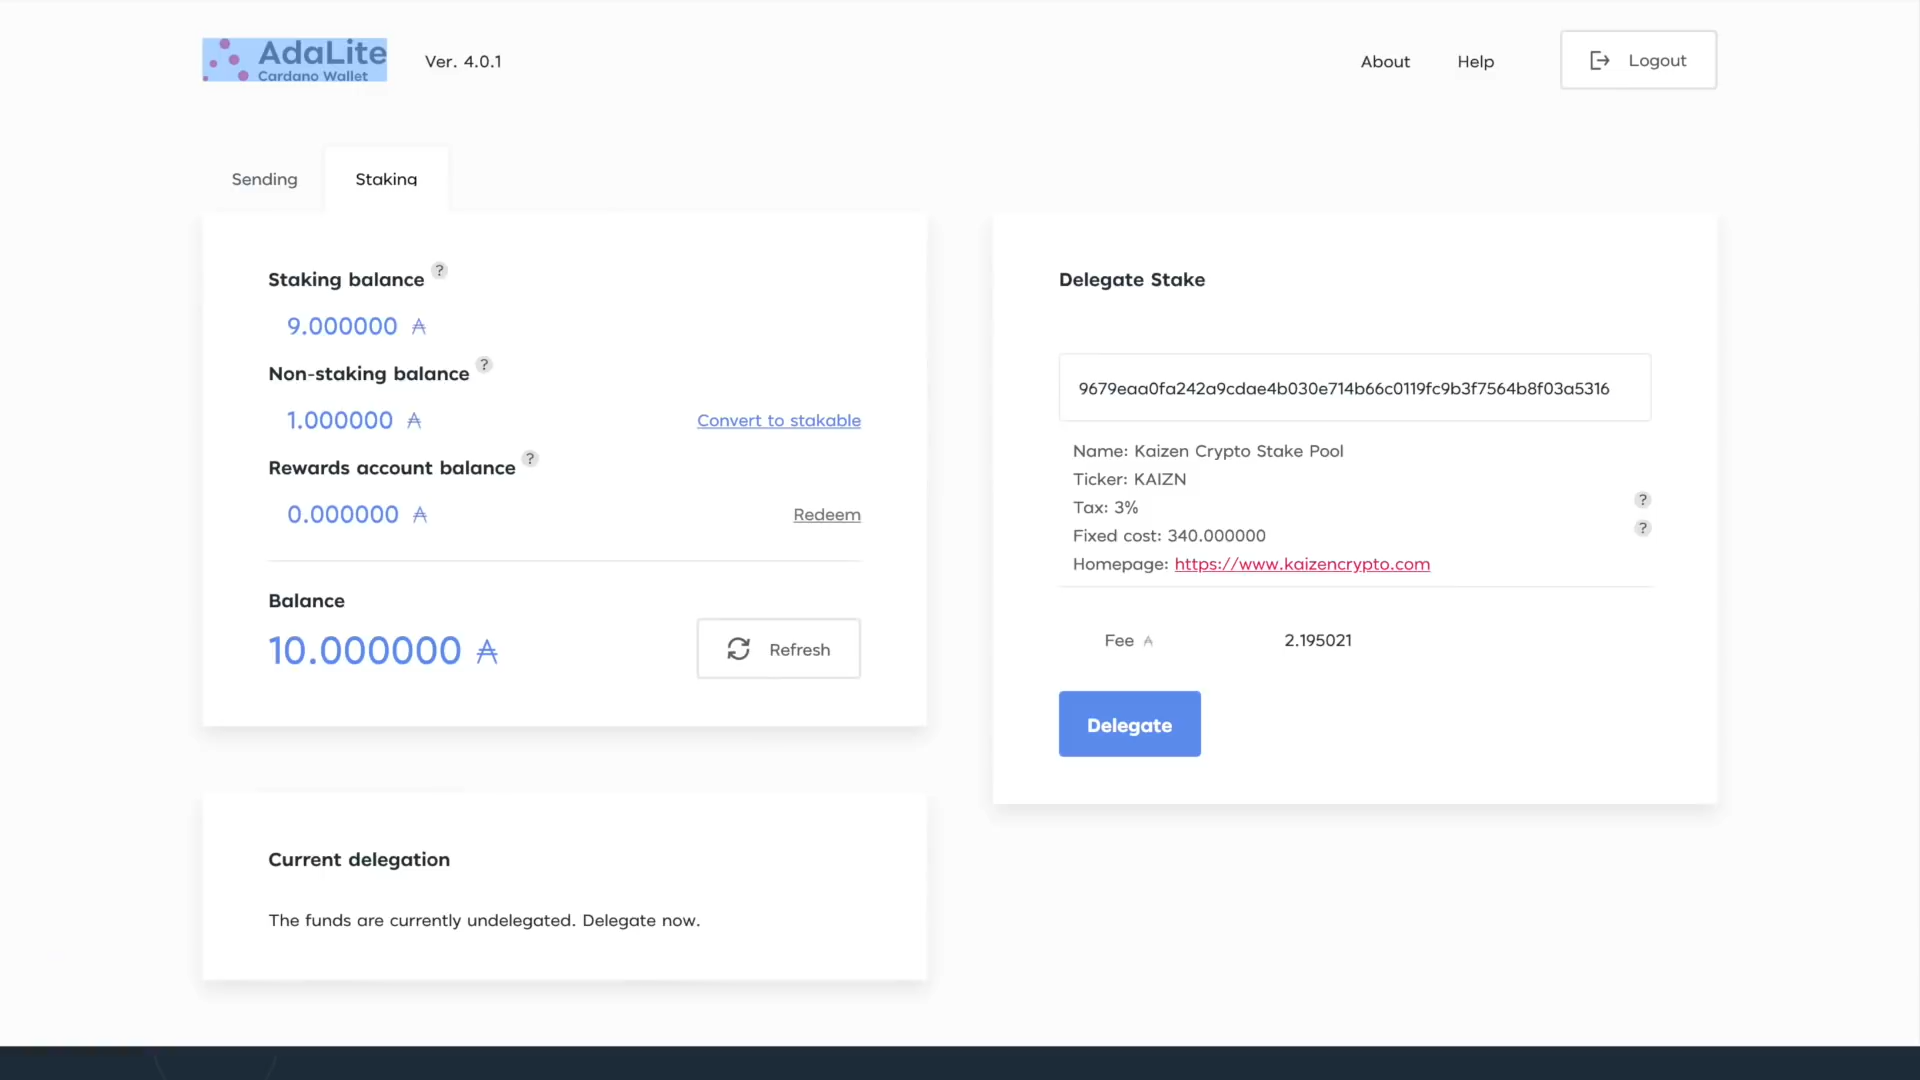 AdaLite
Cardano Wallet
Ver. 4.0.1
About
Help
Logout
Sending
Staking
Staking balance ?
9.000000 ₳
Non-staking balance ?
1.000000 ₳
Convert to stakable
Rewards account balance ?
0.000000 ₳
Redeem
Balance
10.000000 ₳
Refresh
Current delegation
The funds are currently undelegated. Delegate now.
Delegate Stake
9679eaa0fa242a9cdae4b030e714b66c0119fc9b3f7564b8f03a5316
Name: Kaizen Crypto Stake Pool
Ticker: KAIZN
Tax: 3% ?
Fixed cost: 340.000000 ?
Homepage: https://www.kaizencrypto.com
Fee ₳ 2.195021
Delegate